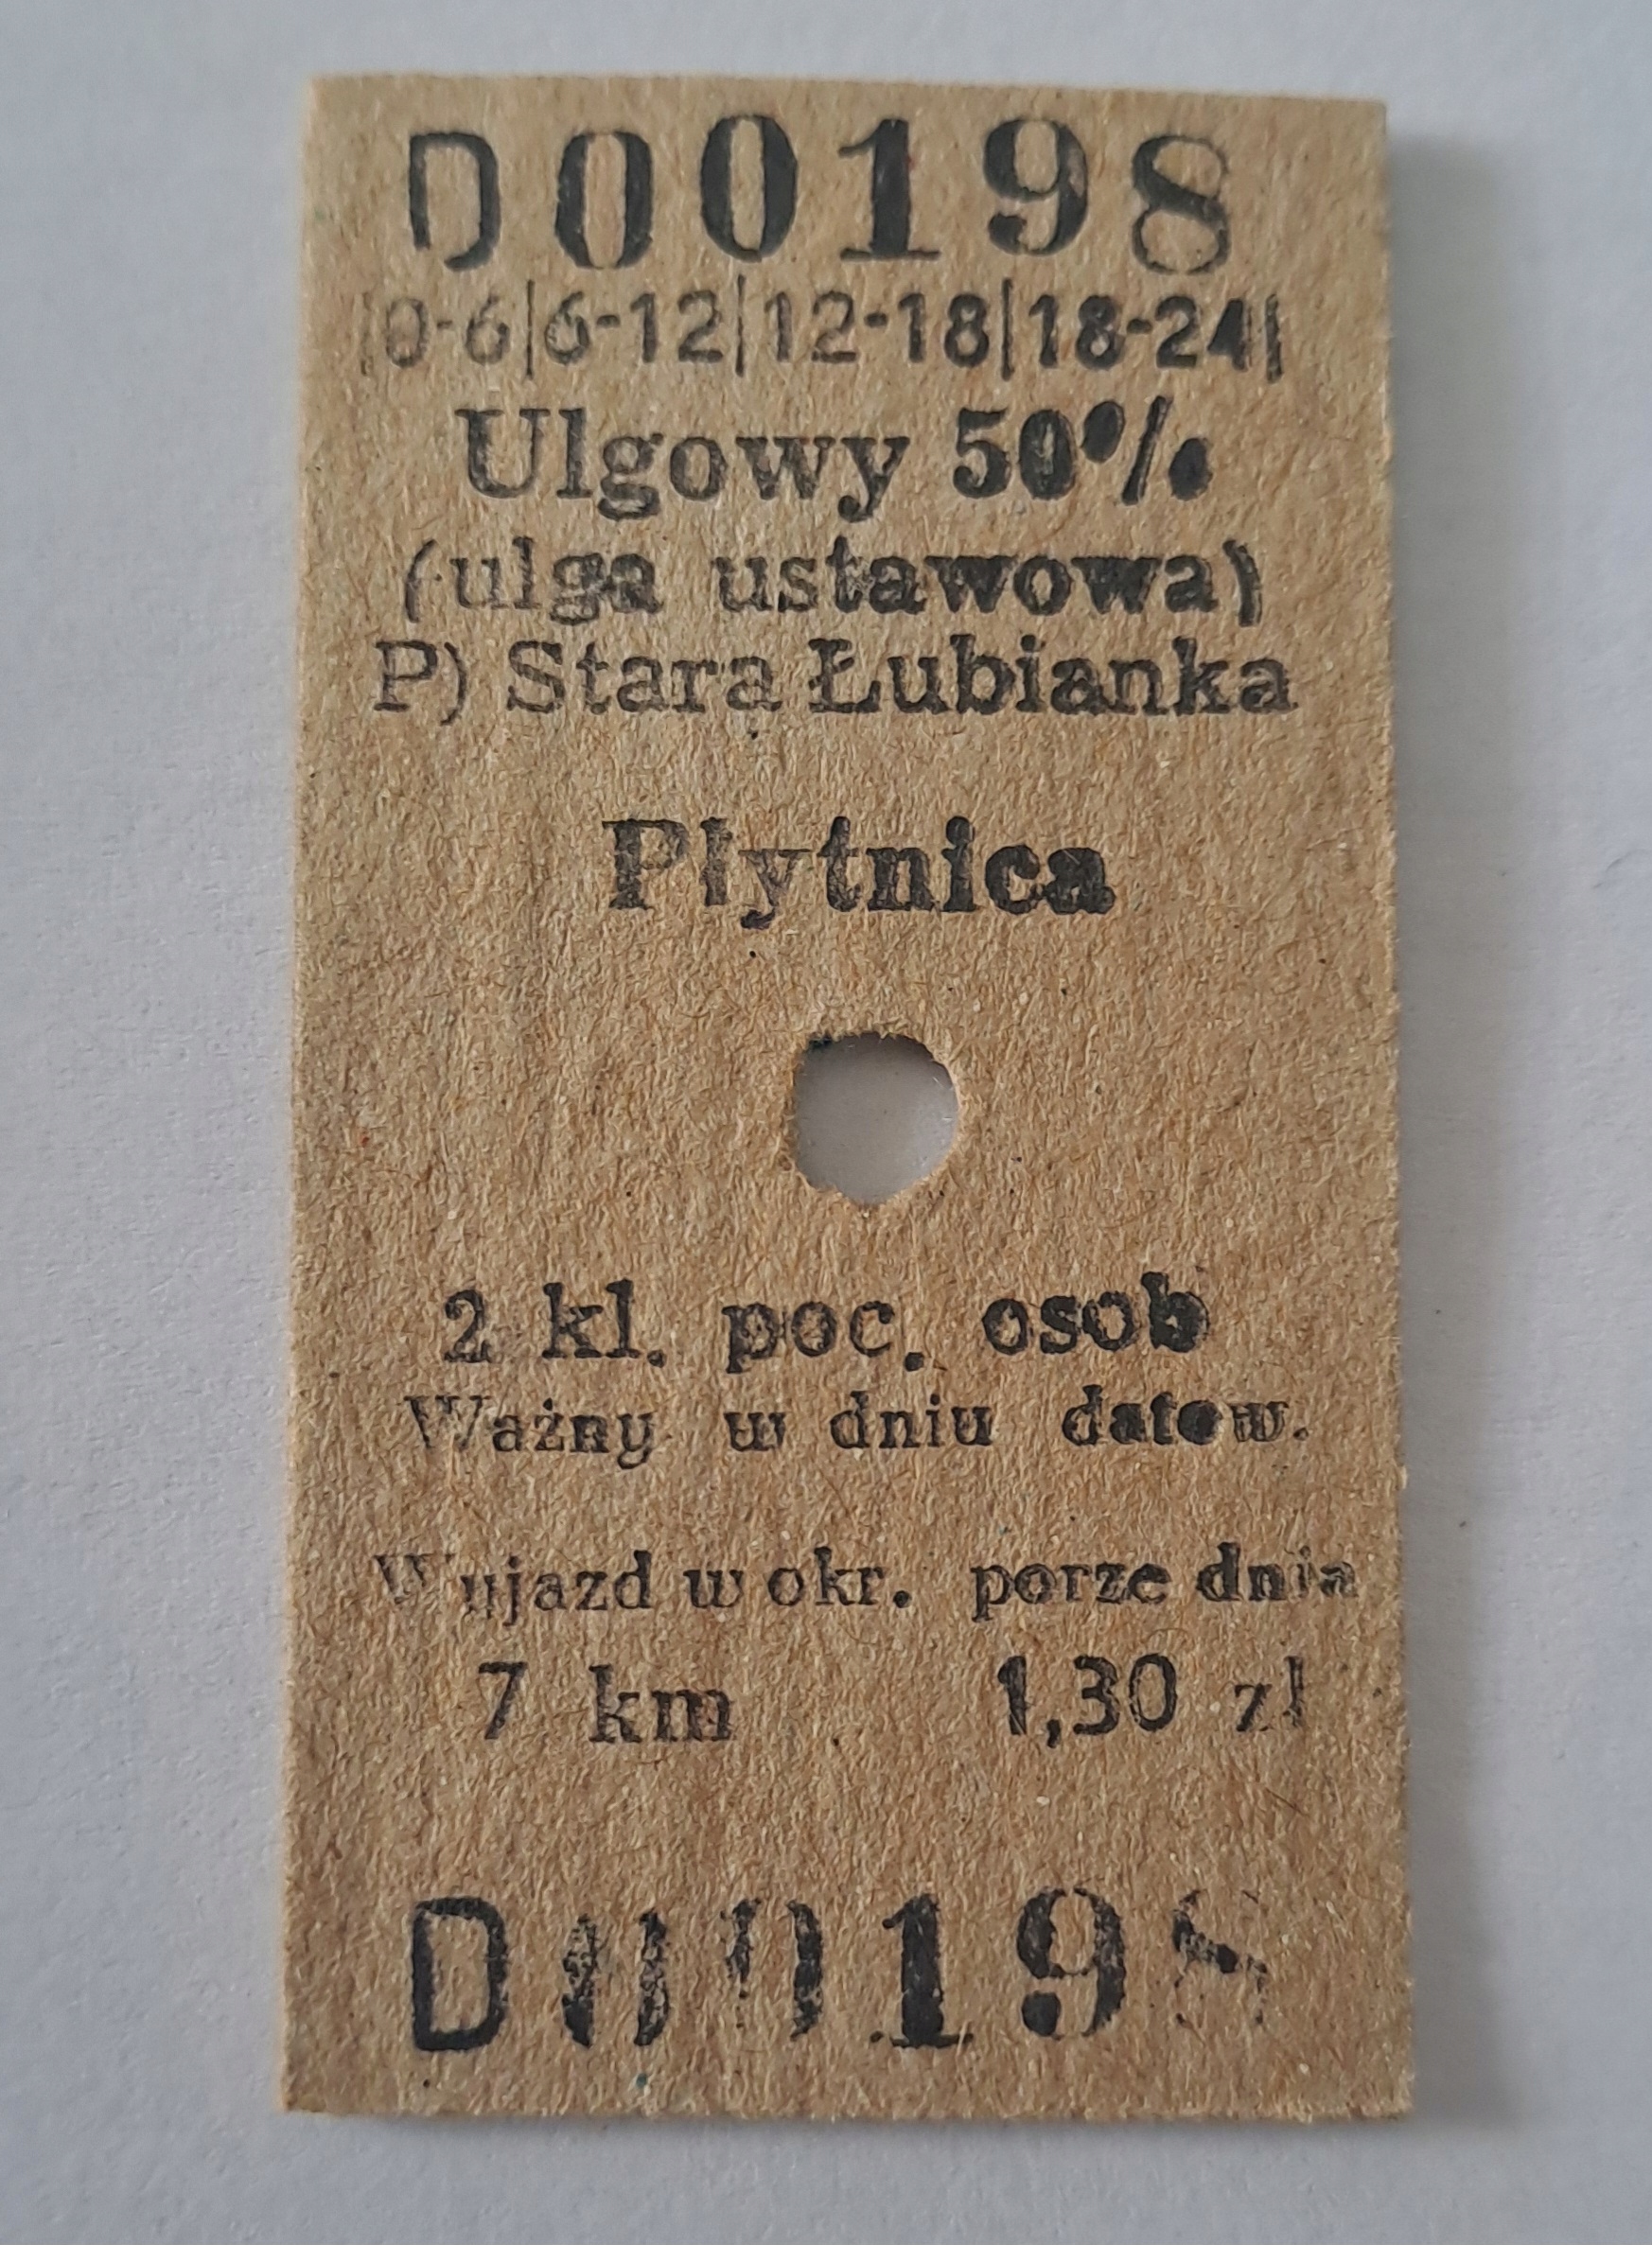 D00198
|0-6|6-12|12-18|18-24|
Ulgowy 50%
(ulga ustawowa)
P) Stara Łubianka
Płytnica
2 kl. poc. osob
Ważny w dniu datow.
Wyjazd w okr. porze dnia
7 km 1,30 zł
D00198